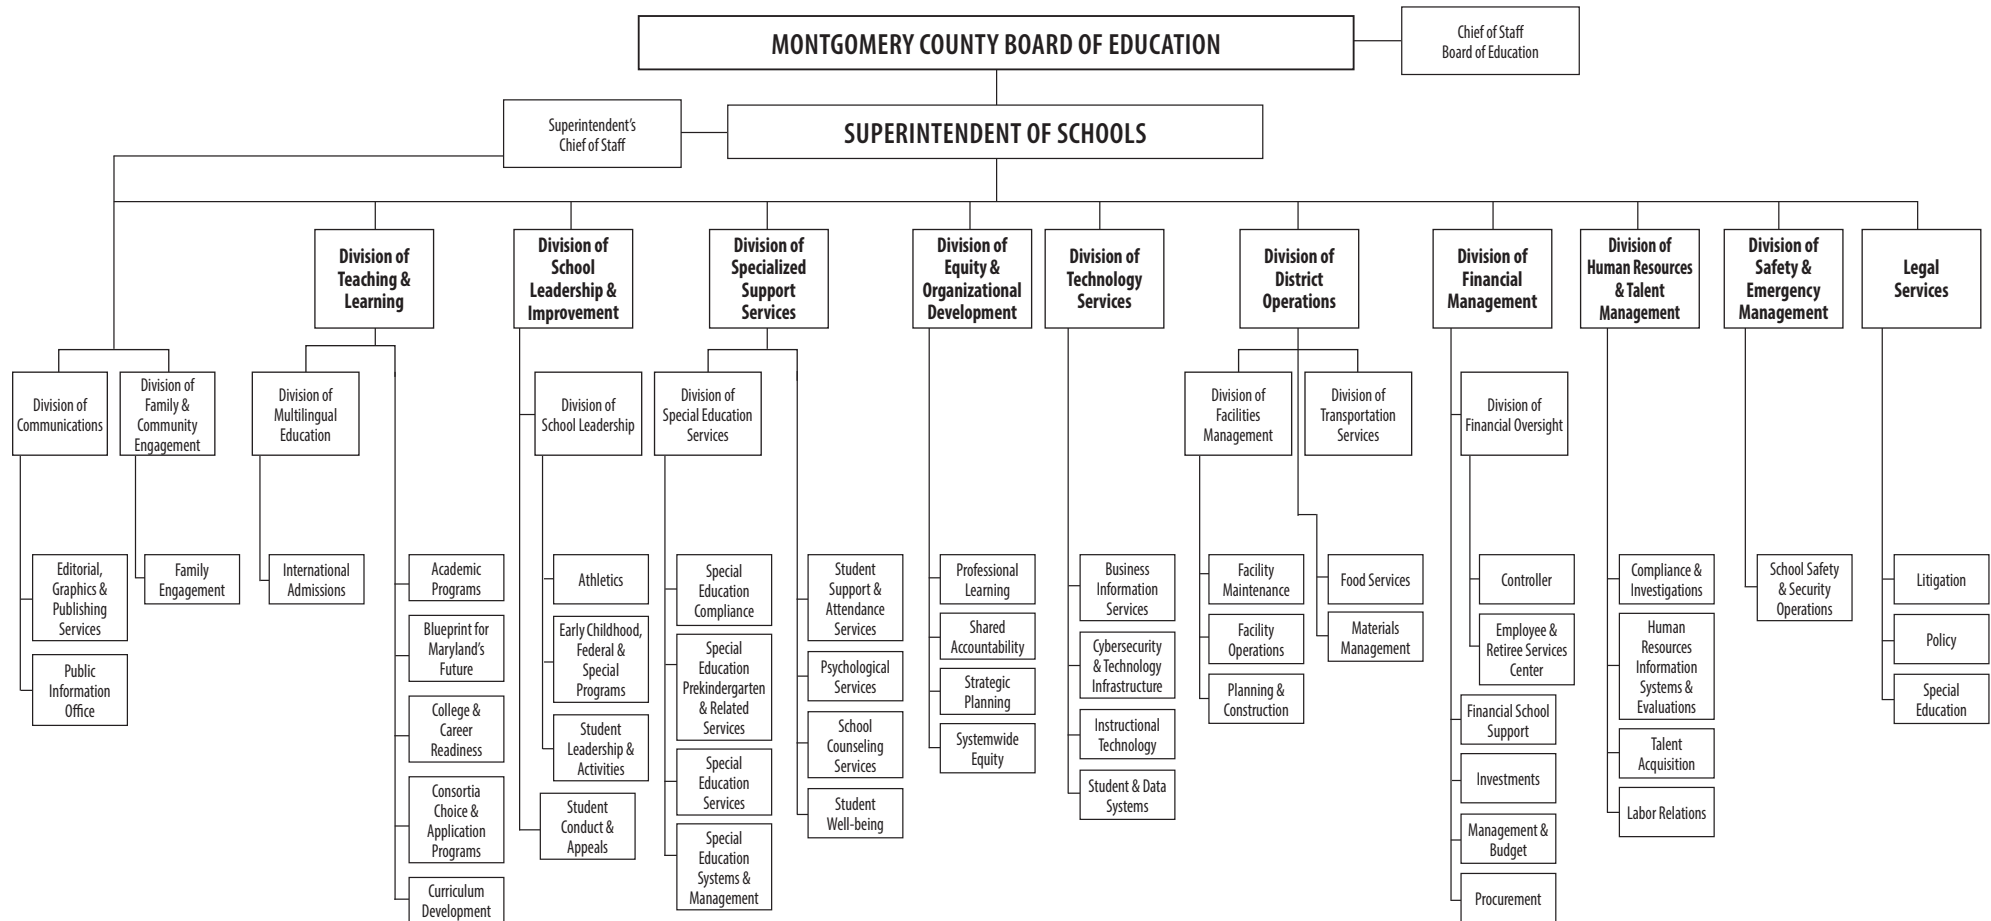 MONTGOMERY COUNTY BOARD OF EDUCATION
Chief of Staff
Board of Education
Superintendent's
Chief of Staff
SUPERINTENDENT OF SCHOOLS
Division of
Teaching &
Learning
Division of
School
Leadership &
Improvement
Division of
Specialized
Support
Services
Division of
Equity &
Organizational
Development
Division of
Technology
Services
Division of
District
Operations
Division of
Financial
Management
Division of
Human Resources
& Talent
Management
Division of
Safety &
Emergency
Management
Legal
Services
Division of
Communications
Division of
Family &
Community
Engagement
Division of
Multilingual
Education
Division of
School Leadership
Division of
Special Education
Services
Division of
Facilities
Management
Division of
Transportation
Services
Division of
Financial Oversight
Editorial,
Graphics &
Publishing
Services
Public
Information
Office
Family
Engagement
International
Admissions
Academic
Programs
Blueprint for
Maryland's
Future
College &
Career
Readiness
Consortia
Choice &
Application
Programs
Curriculum
Development
Athletics
Early Childhood,
Federal &
Special
Programs
Student
Leadership &
Activities
Student
Conduct &
Appeals
Special
Education
Compliance
Special
Education
Prekindergarten
& Related
Services
Special
Education
Services
Special
Education
Systems &
Management
Student
Support &
Attendance
Services
Psychological
Services
School
Counseling
Services
Student
Well-being
Professional
Learning
Shared
Accountability
Strategic
Planning
Systemwide
Equity
Business
Information
Services
Cybersecurity
& Technology
Infrastructure
Instructional
Technology
Student & Data
Systems
Facility
Maintenance
Facility
Operations
Planning &
Construction
Food Services
Materials
Management
Controller
Employee &
Retiree Services
Center
Financial School
Support
Investments
Management &
Budget
Procurement
Compliance &
Investigations
Human
Resources
Information
Systems &
Evaluations
Talent
Acquisition
Labor Relations
School Safety
& Security
Operations
Litigation
Policy
Special
Education